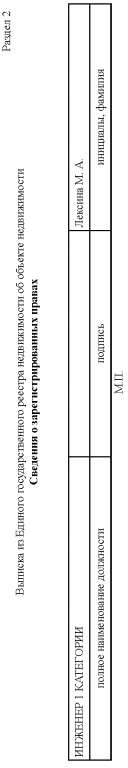 Раздел 2
Выписка из Единого государственного реестра недвижимости об объекте недвижимости
Сведения о зарегистрированных правах
ИНЖЕНЕР 1 КАТЕГОРИИ
Лексина М. А.
полное наименование должности
подпись
инициалы, фамилия
М.П.